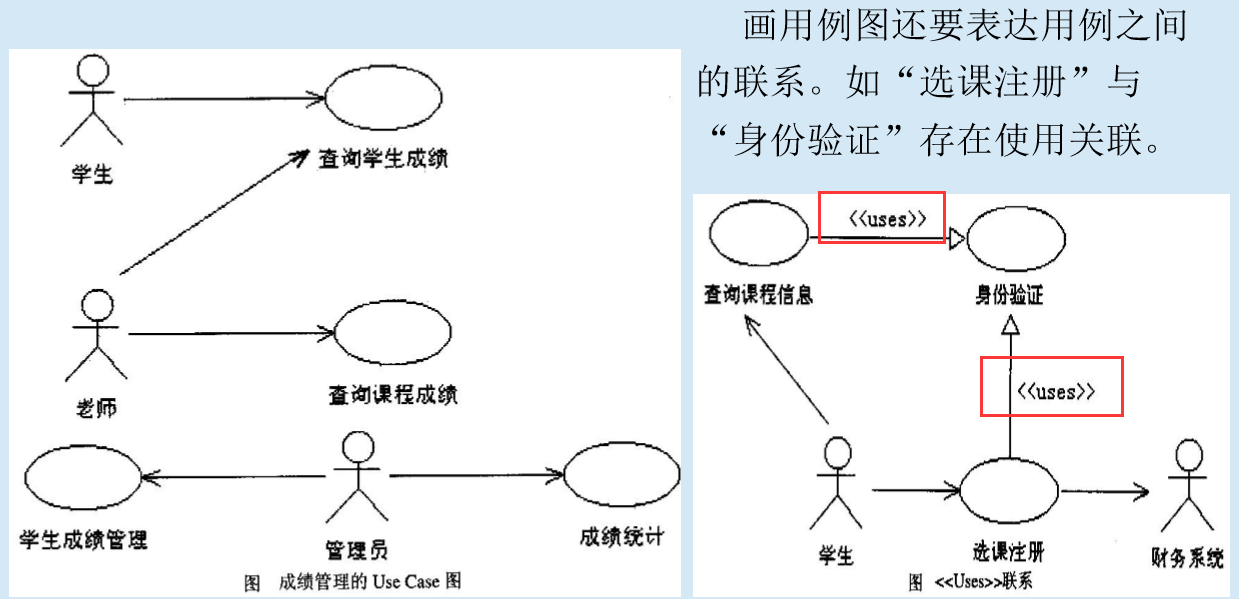 画用例图还要表达用例之间
的联系。如“选课注册”与
“身份验证”存在使用关联。
学生
查询学生成绩
老师
查询课程成绩
学生成绩管理
管理员
成绩统计
图 成绩管理的 Use Case 图
<<uses>>
查询课程信息
身份验证
<<uses>>
学生
选课注册
财务系统
图 <<Uses>>联系